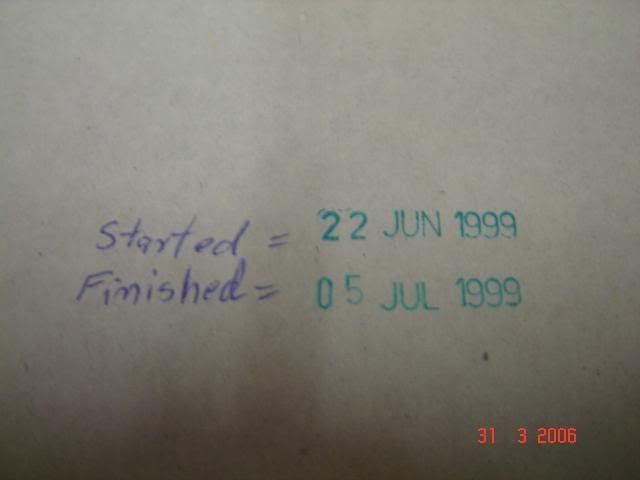 Started = 22 JUN 1999
Finished = 05 JUL 1999
31 3 2006